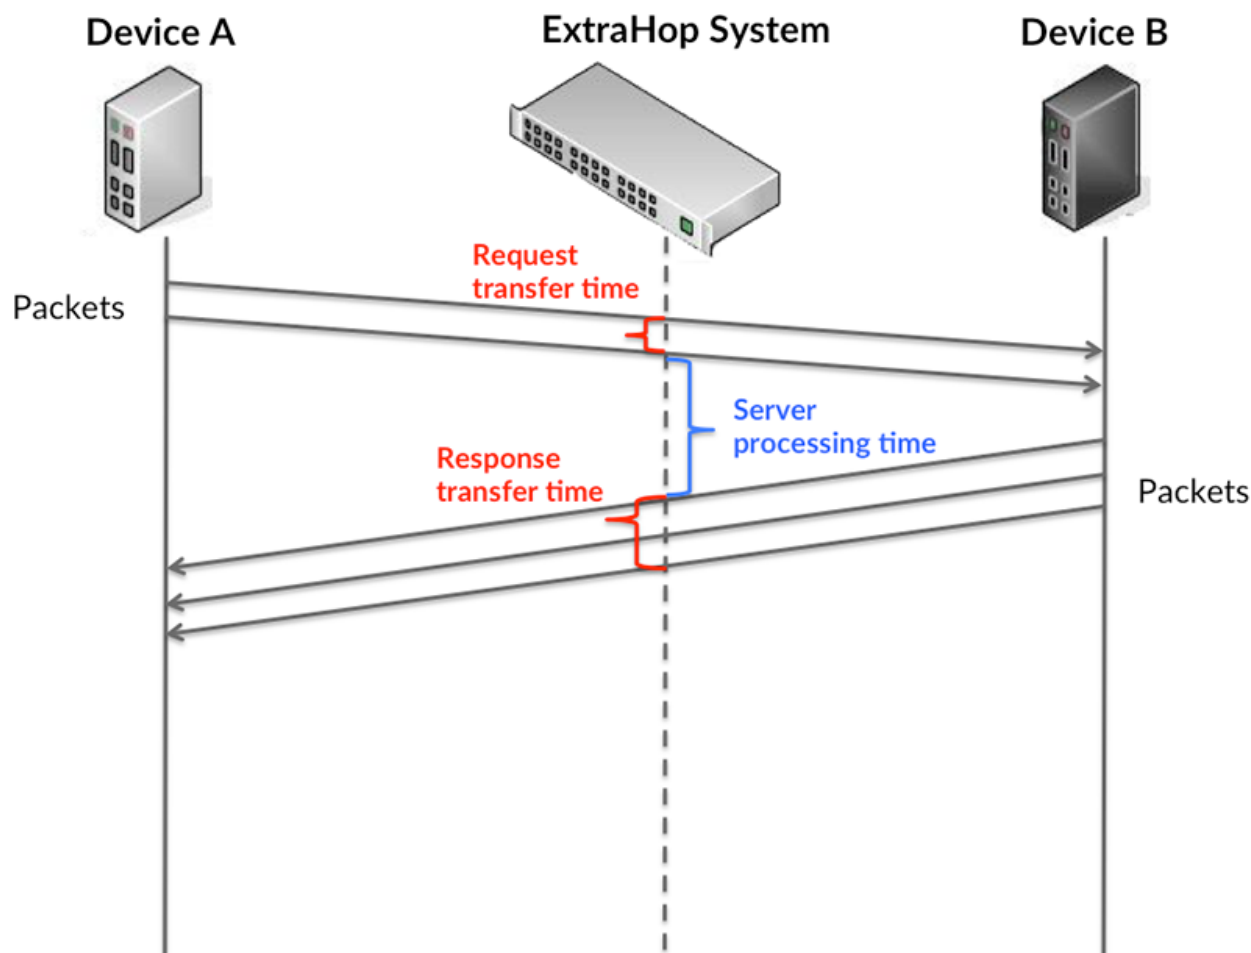 Device A
ExtraHop System
Device B
Request
transfer time
Packets
Server
processing time
Response
transfer time
Packets